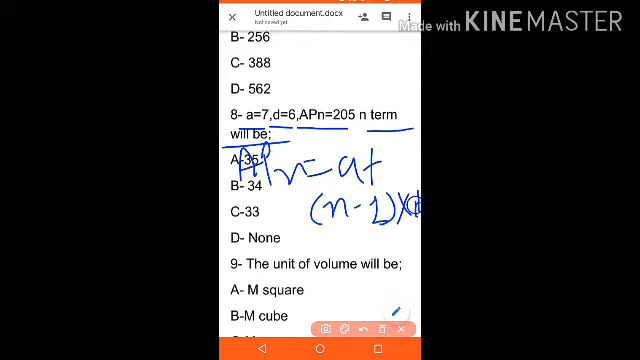 Untitled document.docx
Not saved yet
Made with KINEMASTER
B- 256
C- 388
D- 562
8- a=7,d=6,APn=205 n term
will be;
A-35
APn=a+
B- 34
(n-1)×d
C-33
D- None
9- The unit of volume will be;
A- M square
B-M cube